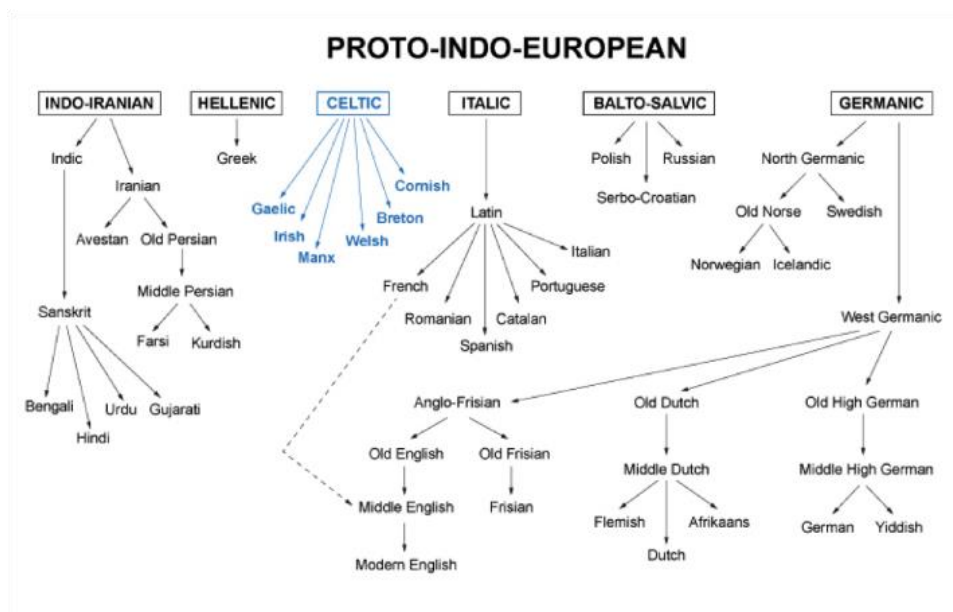 PROTO-INDO-EUROPEAN
INDO-IRANIAN HELLENIC CELTIC ITALIC BALTO-SALVIC GERMANIC
Indic Greek Polish Russian North Germanic
Iranian Cornish Serbo-Croatian
Gaelic Breton Latin Old Norse Swedish
Avestan Old Persian Irish Welsh Italian
Manx Norwegian Icelandic
Middle Persian French Portuguese
Sanskrit Romanian Catalan West Germanic
Farsi Kurdish Spanish
Bengali Urdu Gujarati Anglo-Frisian Old Dutch Old High German
Hindi
Old English Old Frisian Middle Dutch Middle High German
Middle English Frisian Flemish Afrikaans German Yiddish
Dutch
Modern English